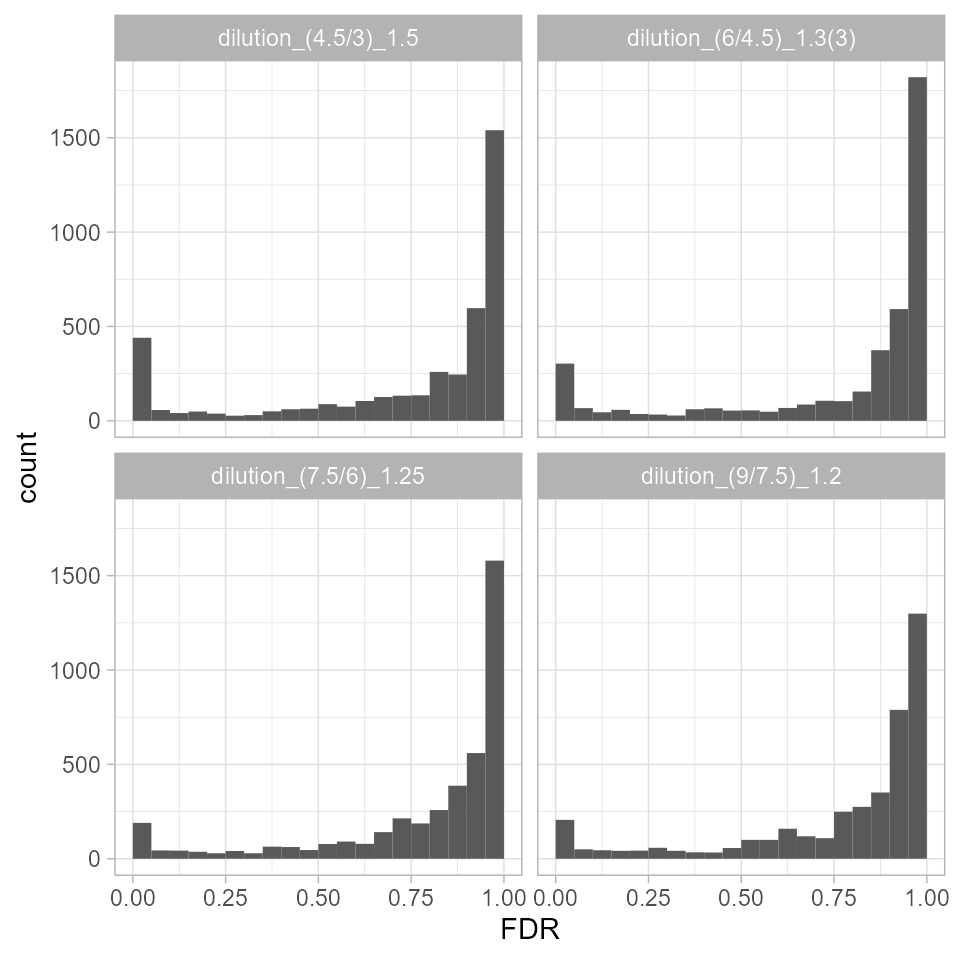 dilution_(4.5/3)_1.5
dilution_(6/4.5)_1.3(3)
1500
1000
500
0
dilution_(7.5/6)_1.25
dilution_(9/7.5)_1.2
1500
1000
500
0
0.00 0.25 0.50 0.75 1.00
0.00 0.25 0.50 0.75 1.00
FDR
count